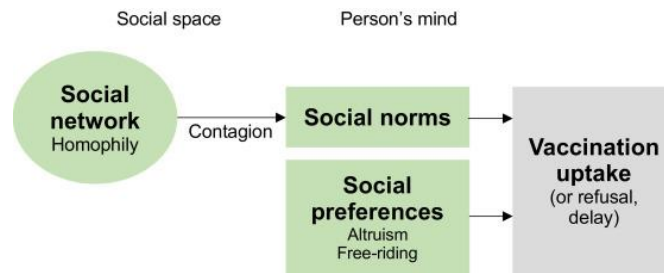 Social space
Person's mind
Social
network
Homophily
Contagion
Social norms
Social
preferences
Altruism
Free-riding
Vaccination
uptake
(or refusal,
delay)